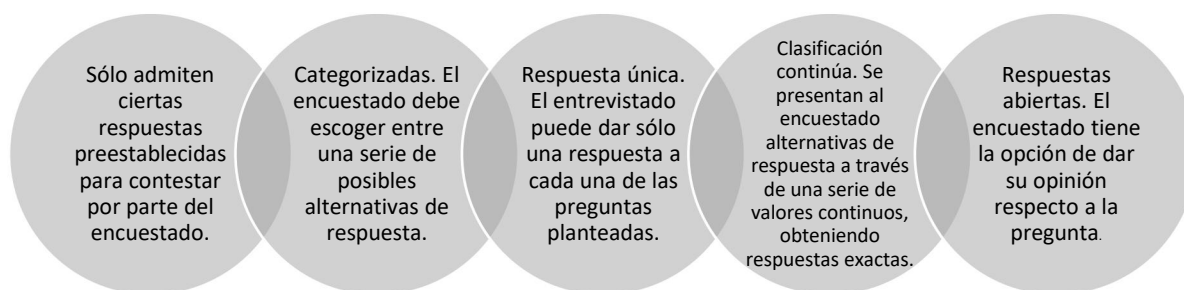 Sólo admiten
ciertas
respuestas
preestablecidas
para contestar
por parte del
encuestado.
Categorizadas. El
encuestado debe
escoger entre
una serie de
posibles
alternativas de
respuesta.
Respuesta única.
El entrevistado
puede dar sólo
una respuesta a
cada una de las
preguntas
planteadas.
Clasificación
continúa. Se
presentan al
encuestado
alternativas de
respuesta a través
de una serie de
valores continuos,
obteniendo
respuestas exactas.
Respuestas
abiertas. El
encuestado tiene
la opción de dar
su opinión
respecto a la
pregunta.